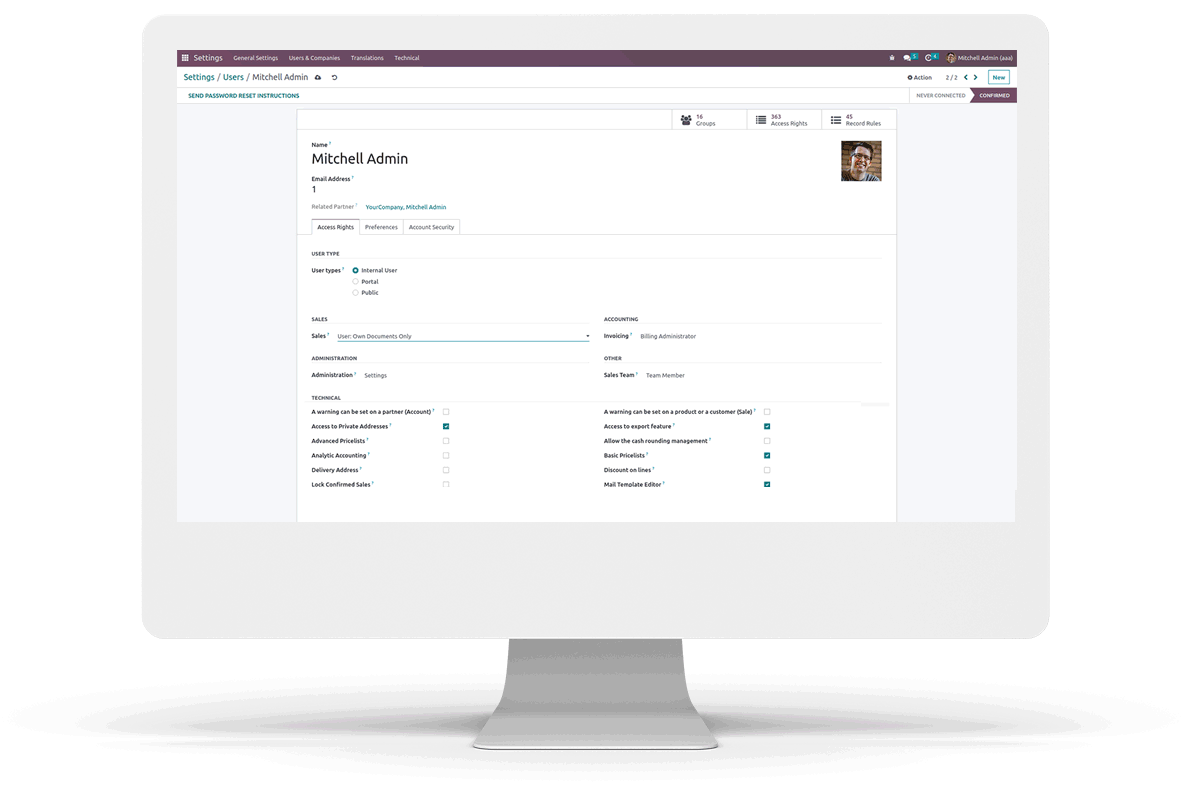 Settings General Settings Users & Companies Translations Technical 5 4 Mitchell Admin (aaa)
Settings / Users / Mitchell Admin Action 2 / 2 New
SEND PASSWORD RESET INSTRUCTIONS NEVER CONNECTED CONFIRMED
16 Groups 363 Access Rights 45 Record Rules
Name ?
Mitchell Admin
Email Address ?
1
Related Partner ? YourCompany, Mitchell Admin
Access Rights Preferences Account Security
USER TYPE
User types ? Internal User
Portal
Public
SALES ACCOUNTING
Sales ? User: Own Documents Only Invoicing ? Billing Administrator
ADMINISTRATION OTHER
Administration ? Settings Sales Team ? Team Member
TECHNICAL
A warning can be set on a partner (Account) ? A warning can be set on a product or a customer (Sale) ?
Access to Private Addresses ? Access to export feature ?
Advanced Pricelists ? Allow the cash rounding management ?
Analytic Accounting ? Basic Pricelists ?
Delivery Address ? Discount on lines ?
Lock Confirmed Sales ? Mail Template Editor ?